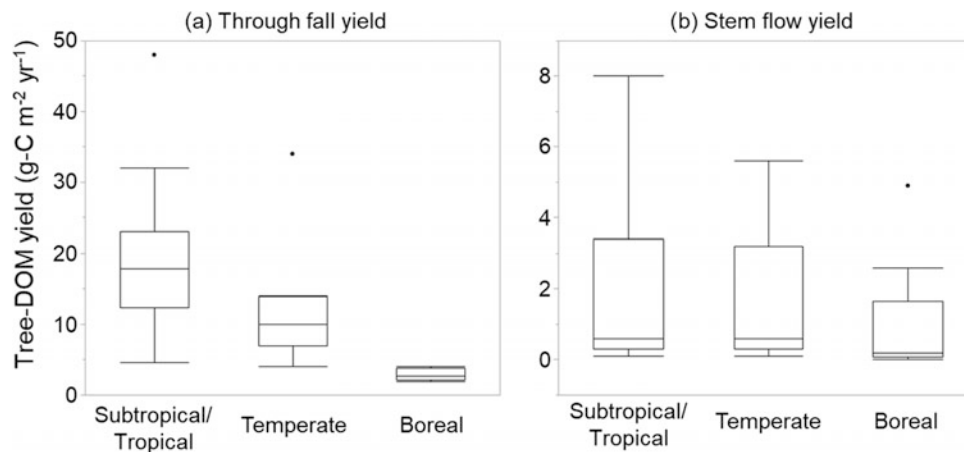 (a) Through fall yield
(b) Stem flow yield
Tree-DOM yield (g-C m⁻² yr⁻¹)
50
40
30
20
10
0
8
6
4
2
0
Subtropical/
Tropical
Temperate
Boreal
Subtropical/
Tropical
Temperate
Boreal